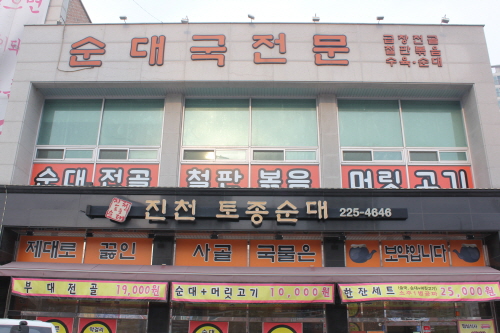 순대국전문
곱창전골
철판볶음
수육·순대
순대전골 철판볶음 머릿고기
진천 토종순대 225-4646
제대로 끓인 사골 국물은 보약입니다
부대전골 19,000원
순대+머릿고기 10,000원
한잔세트 25,000원